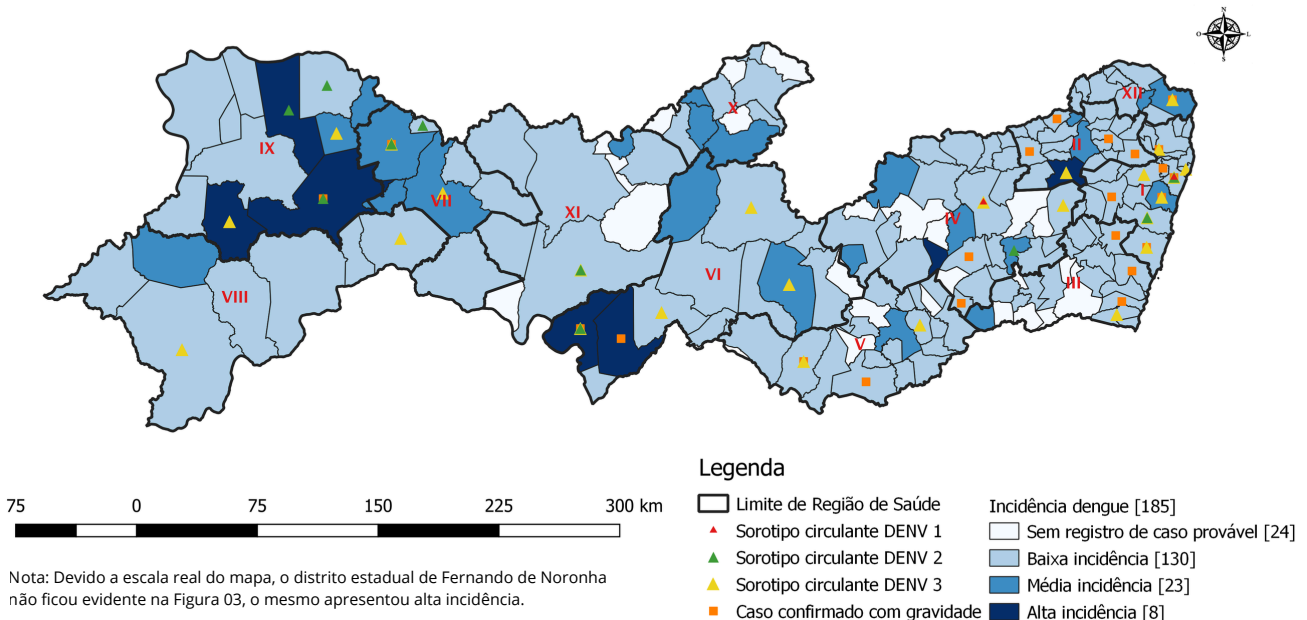 N
O L
S
X
XII
II
IX
I
VII
XI
IV
VI
VIII
III
V
Legenda
75 0 75 150 225 300 km
Limite de Região de Saúde
Sorotipo circulante DENV 1
Sorotipo circulante DENV 2
Sorotipo circulante DENV 3
Caso confirmado com gravidade
Incidência dengue [185]
Sem registro de caso provável [24]
Baixa incidência [130]
Média incidência [23]
Alta incidência [8]
Nota: Devido a escala real do mapa, o distrito estadual de Fernando de Noronha
não ficou evidente na Figura 03, o mesmo apresentou alta incidência.